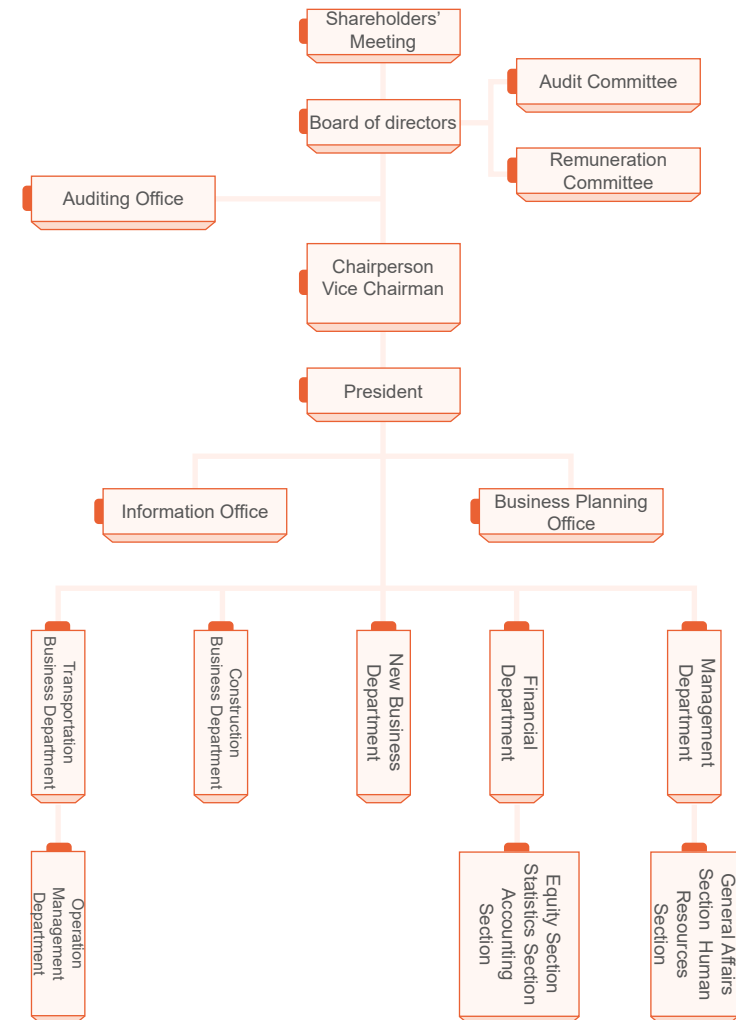 Shareholders’
Meeting
Board of directors
Audit Committee
Remuneration
Committee
Auditing Office
Chairperson
Vice Chairman
President
Information Office
Business Planning
Office
Transportation
Business Department
Construction
Business Department
New Business
Department
Financial
Department
Management
Department
Operation
Management
Department
Equity Section
Statistics Section
Accounting
Section
General Affairs
Section Human
Resources
Section